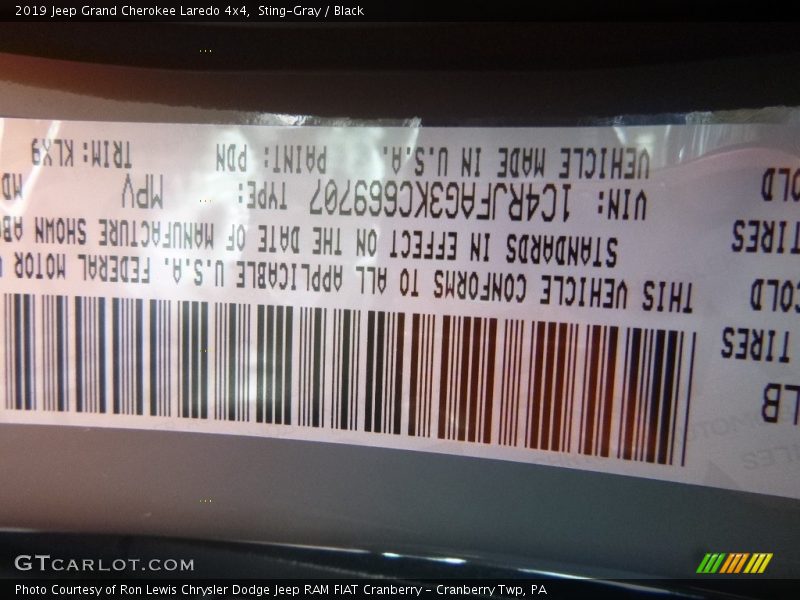 2019 Jeep Grand Cherokee Laredo 4x4, Sting-Gray / Black
LB
TIRES
COLD
TIRES
COLD
THIS VEHICLE CONFORMS TO ALL APPLICABLE U.S.A. FEDERAL MOTOR
STANDARDS IN EFFECT ON THE DATE OF MANUFACTURE SHOWN ABO
VIN: 1C4RJFAG3KC669707 TYPE: MPV MD
VEHICLE MADE IN U.S.A. PAINT: PDN TRIM: KLX9
GTCARLOT.COM
Photo Courtesy of Ron Lewis Chrysler Dodge Jeep RAM FIAT Cranberry - Cranberry Twp, PA